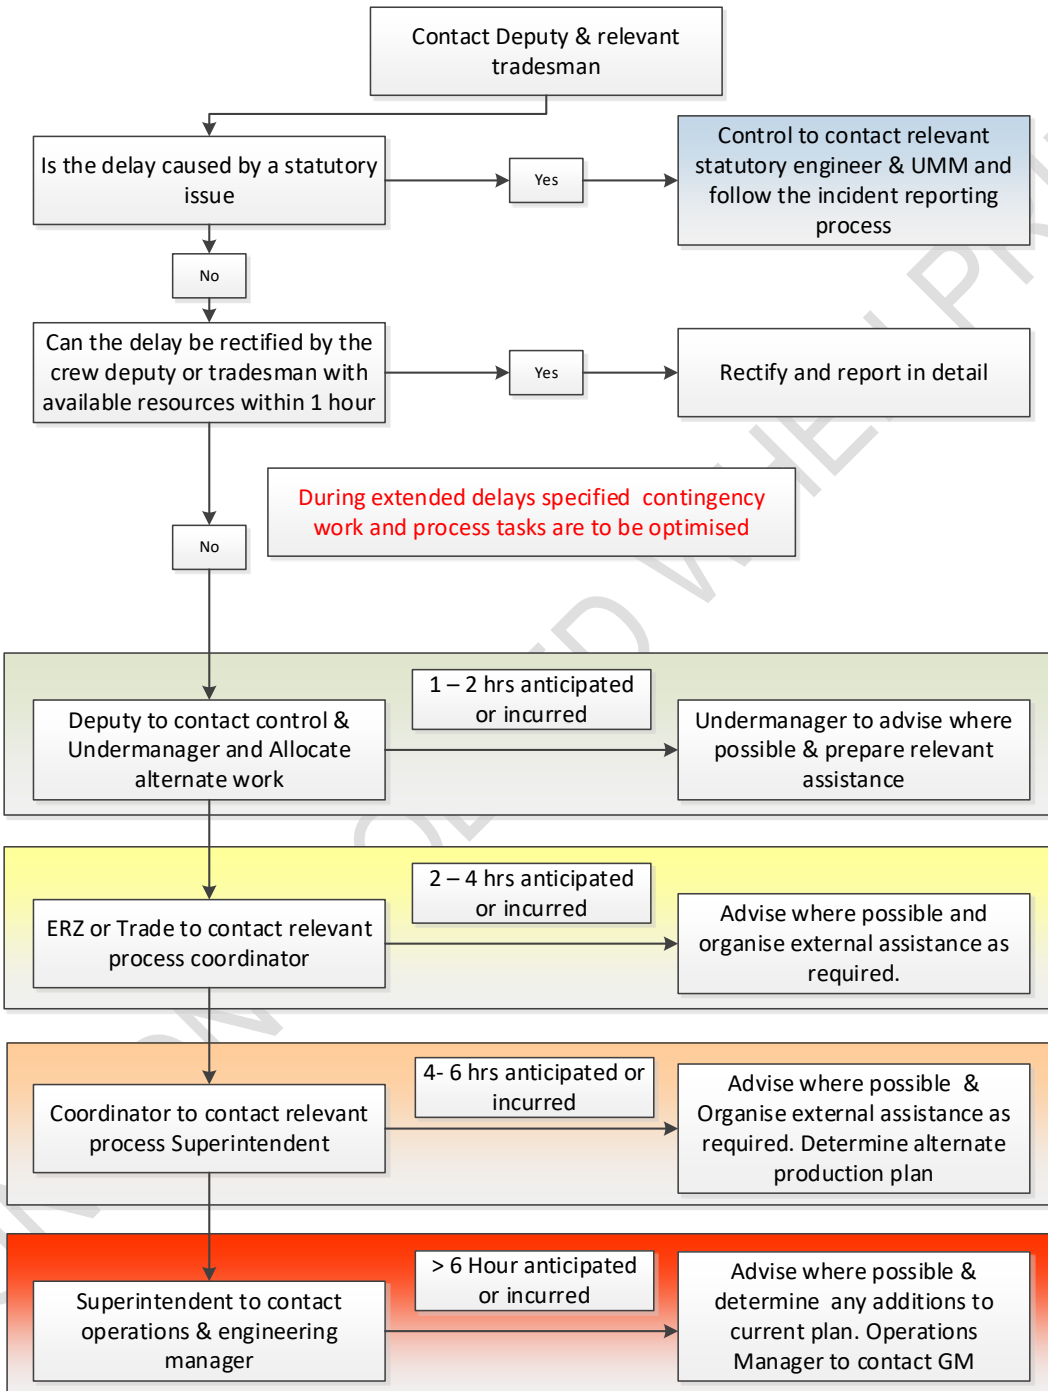 Contact Deputy & relevant
tradesman
Is the delay caused by a statutory
issue
Yes
Control to contact relevant
statutory engineer & UMM and
follow the incident reporting
process
No
Can the delay be rectified by the
crew deputy or tradesman with
available resources within 1 hour
Yes
Rectify and report in detail
During extended delays specified contingency
work and process tasks are to be optimised
No
1 – 2 hrs anticipated
or incurred
Deputy to contact control &
Undermanager and Allocate
alternate work
Undermanager to advise where
possible & prepare relevant
assistance
2 – 4 hrs anticipated
or incurred
ERZ or Trade to contact relevant
process coordinator
Advise where possible and
organise external assistance as
required.
4- 6 hrs anticipated or
incurred
Coordinator to contact relevant
process Superintendent
Advise where possible &
Organise external assistance as
required. Determine alternate
production plan
> 6 Hour anticipated
or incurred
Superintendent to contact
operations & engineering
manager
Advise where possible &
determine any additions to
current plan. Operations
Manager to contact GM